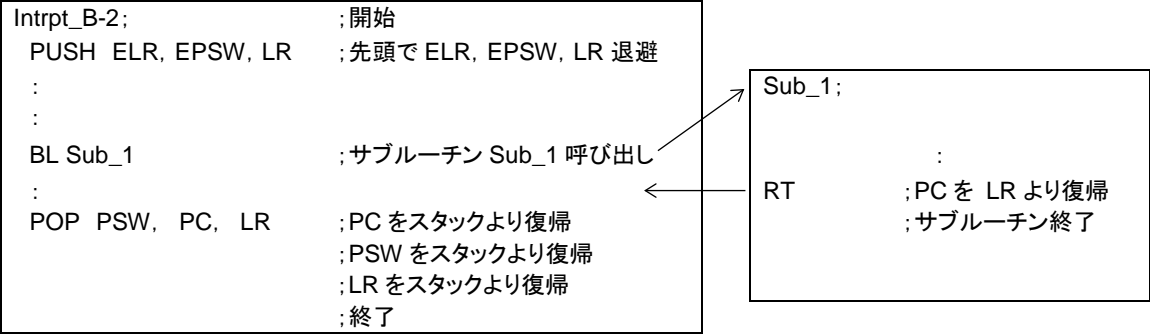 Intrpt_B-2; ;開始
PUSH ELR, EPSW, LR ;先頭で ELR, EPSW, LR 退避
:
:
BL Sub_1 ;サブルーチン Sub_1 呼び出し
:
POP PSW, PC, LR ;PC をスタックより復帰
;PSW をスタックより復帰
;LR をスタックより復帰
;終了
Sub_1;
:
RT ;PC を LR より復帰
;サブルーチン終了